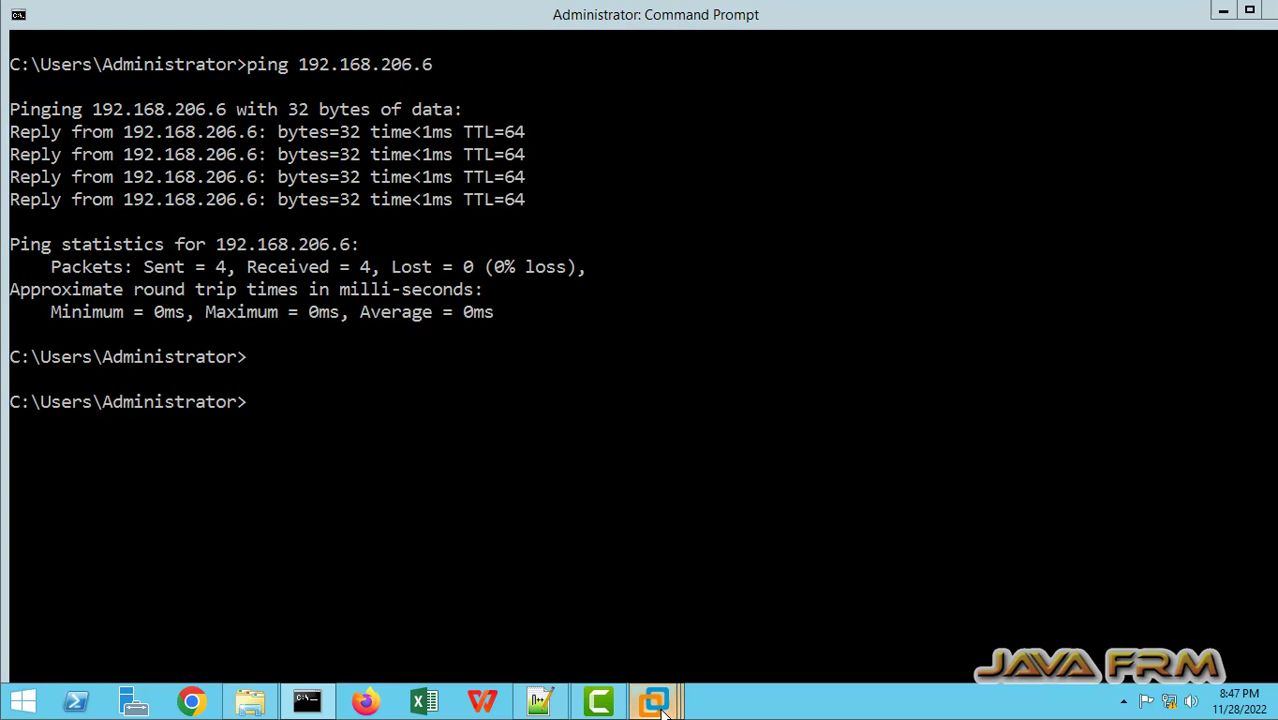 Administrator: Command Prompt
C:\Users\Administrator>ping 192.168.206.6
Pinging 192.168.206.6 with 32 bytes of data:
Reply from 192.168.206.6: bytes=32 time<1ms TTL=64
Reply from 192.168.206.6: bytes=32 time<1ms TTL=64
Reply from 192.168.206.6: bytes=32 time<1ms TTL=64
Reply from 192.168.206.6: bytes=32 time<1ms TTL=64
Ping statistics for 192.168.206.6:
    Packets: Sent = 4, Received = 4, Lost = 0 (0% loss),
Approximate round trip times in milli-seconds:
    Minimum = 0ms, Maximum = 0ms, Average = 0ms
C:\Users\Administrator>
C:\Users\Administrator>
JAVA FRM
8:47 PM
11/28/2022